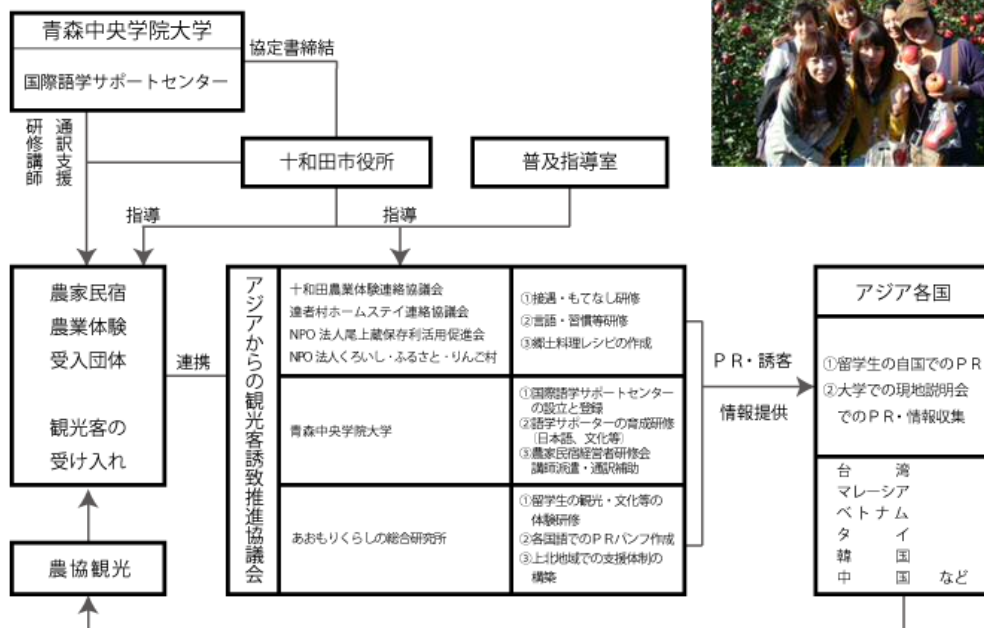 青森中央学院大学
国際語学サポートセンター
協定書締結
通訳支援
研修講師
十和田市役所
普及指導室
指導
指導
農家民宿
農業体験
受入団体
観光客の
受け入れ
連携
アジアからの観光客誘致推進協議会
十和田農業体験連絡協議会
達者村ホームステイ連絡協議会
NPO法人尾上蔵保存利活用促進会
NPO法人くろいし・ふるさと・りんご村
①接遇・もてなし研修
②言語・習慣等研修
③郷土料理レシピの作成
青森中央学院大学
①国際語学サポートセンター
の設立と登録
②語学サポーターの育成研修
(日本語、文化等)
③農家民宿経営者研修会
講師派遣・通訳補助
あおもりくらしの総合研究所
①留学生の観光・文化等の
体験研修
②各国語でのPRパンフ作成
③上北地域での支援体制の
構築
PR・誘客
情報提供
アジア各国
①留学生の自国でのPR
②大学での現地説明会
でのPR・情報収集
台湾
マレーシア
ベトナム
タイ
韓国
中国 など
農協観光